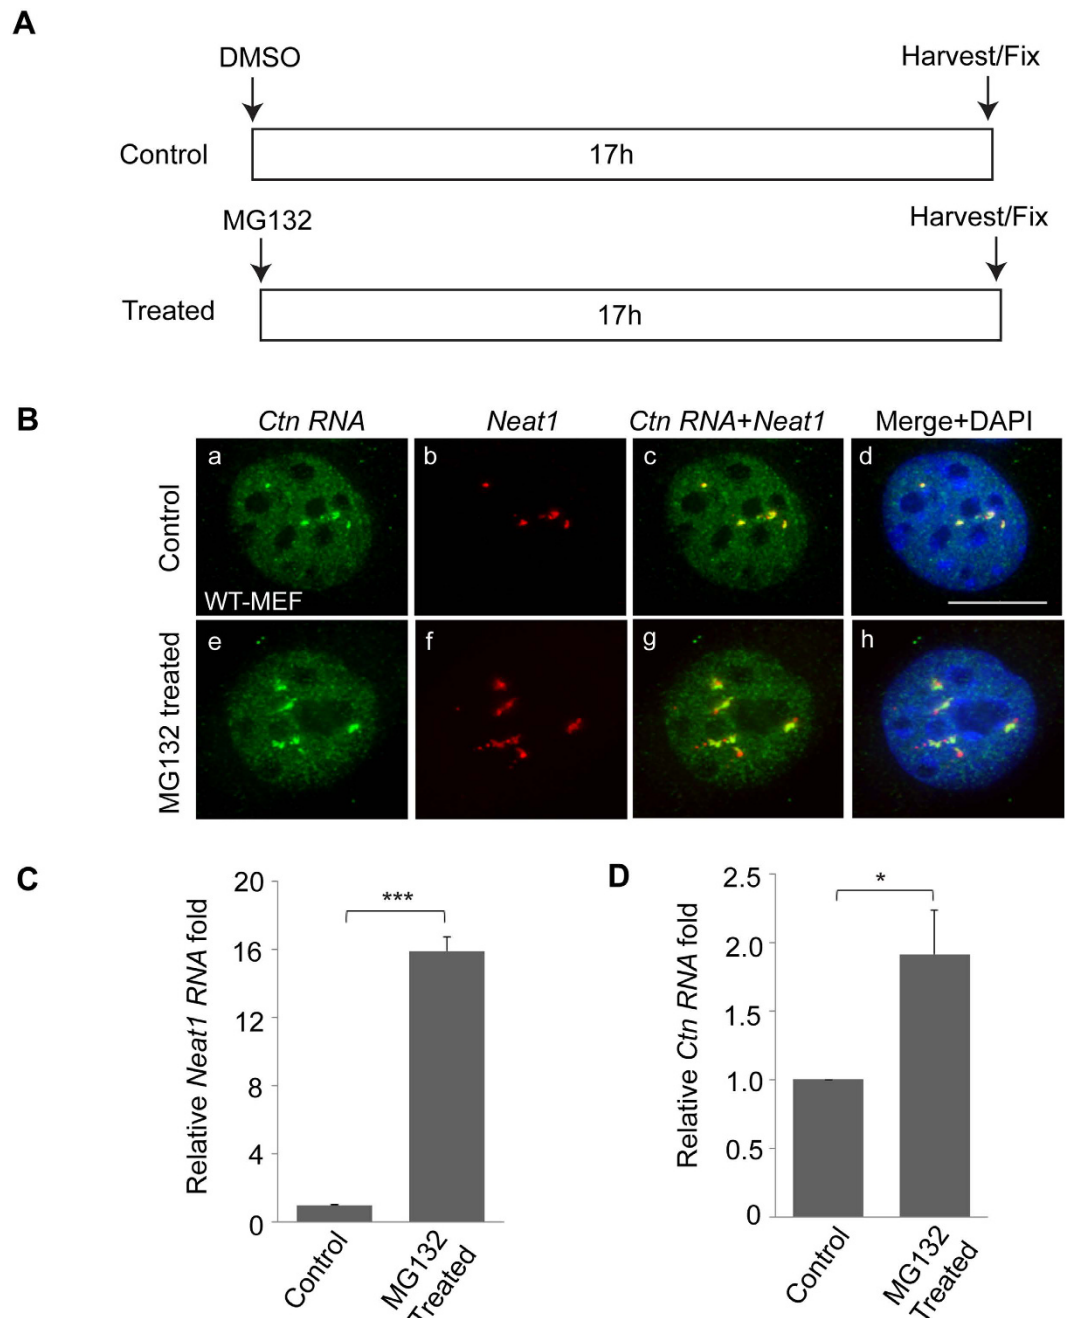 A
DMSO
Harvest/Fix
Control
17h
MG132
Harvest/Fix
Treated
17h
B
Ctn RNA
Neat1
Ctn RNA+Neat1
Merge+DAPI
Control
a
b
c
d
WT-MEF
MG132 treated
e
f
g
h
C
Relative Neat1 RNA fold
20
16
12
8
4
0
***
Control
MG132
Treated
D
Relative Ctn RNA fold
2.5
2.0
1.5
1.0
0.5
0
*
Control
MG132
Treated